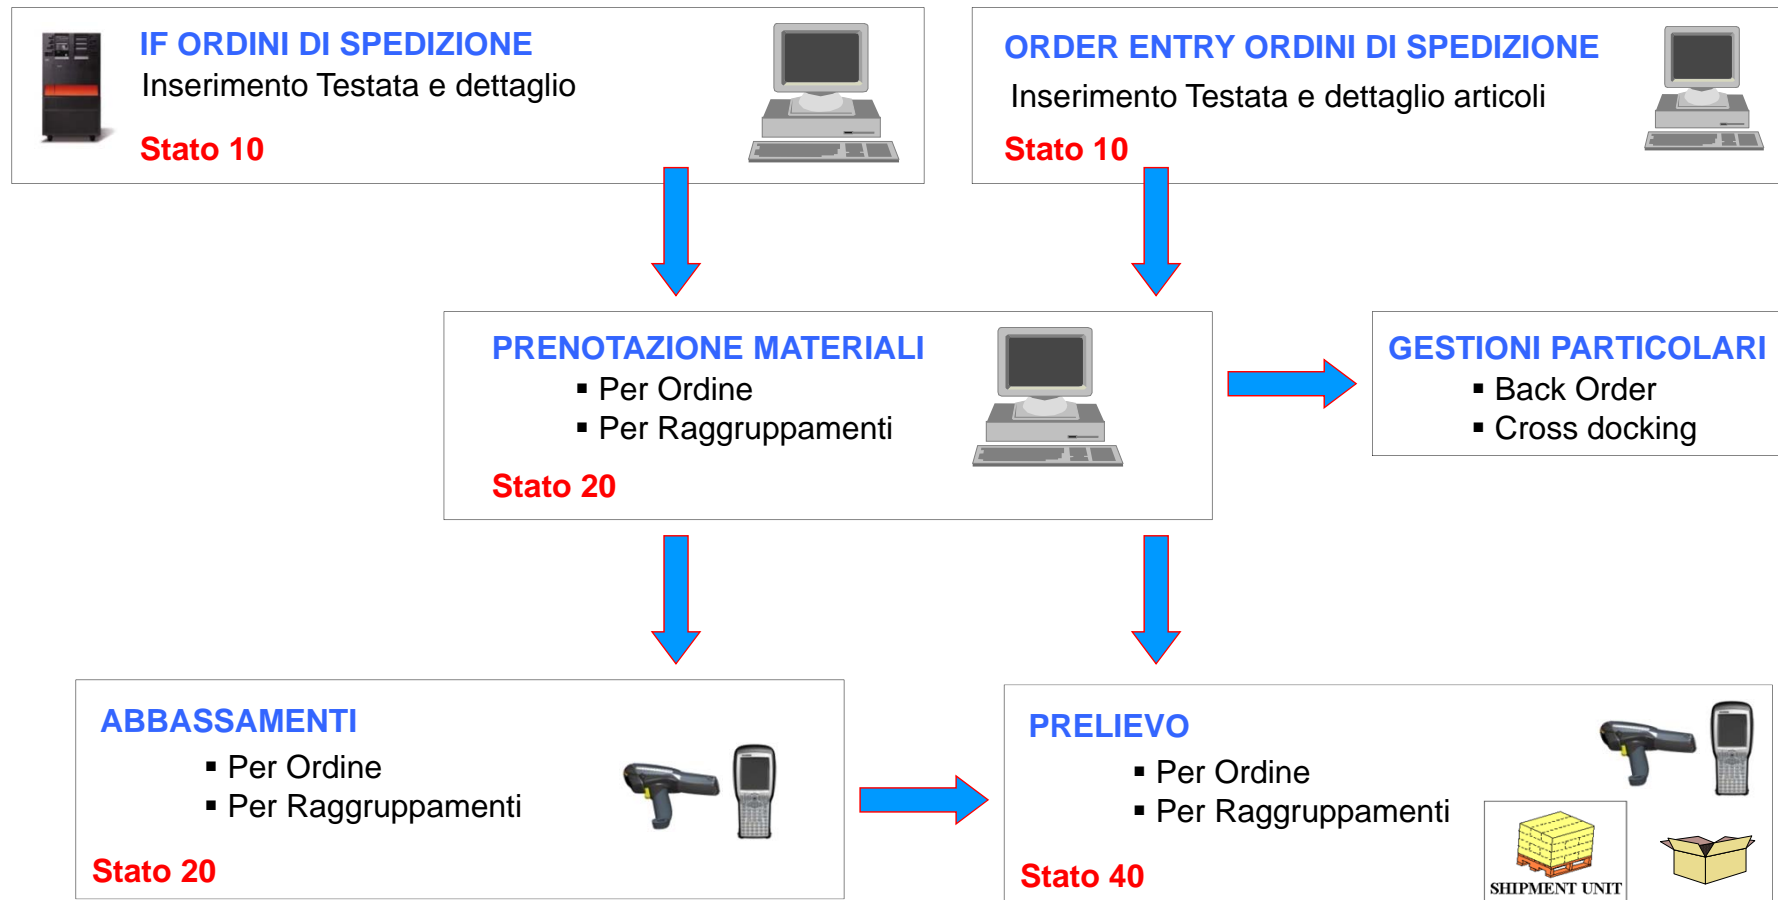 IF ORDINI DI SPEDIZIONE
Inserimento Testata e dettaglio
Stato 10
ORDER ENTRY ORDINI DI SPEDIZIONE
Inserimento Testata e dettaglio articoli
Stato 10
PRENOTAZIONE MATERIALI
▪ Per Ordine
▪ Per Raggruppamenti
Stato 20
GESTIONI PARTICOLARI
▪ Back Order
▪ Cross docking
ABBASSAMENTI
▪ Per Ordine
▪ Per Raggruppamenti
Stato 20
PRELIEVO
▪ Per Ordine
▪ Per Raggruppamenti
Stato 40
SHIPMENT UNIT